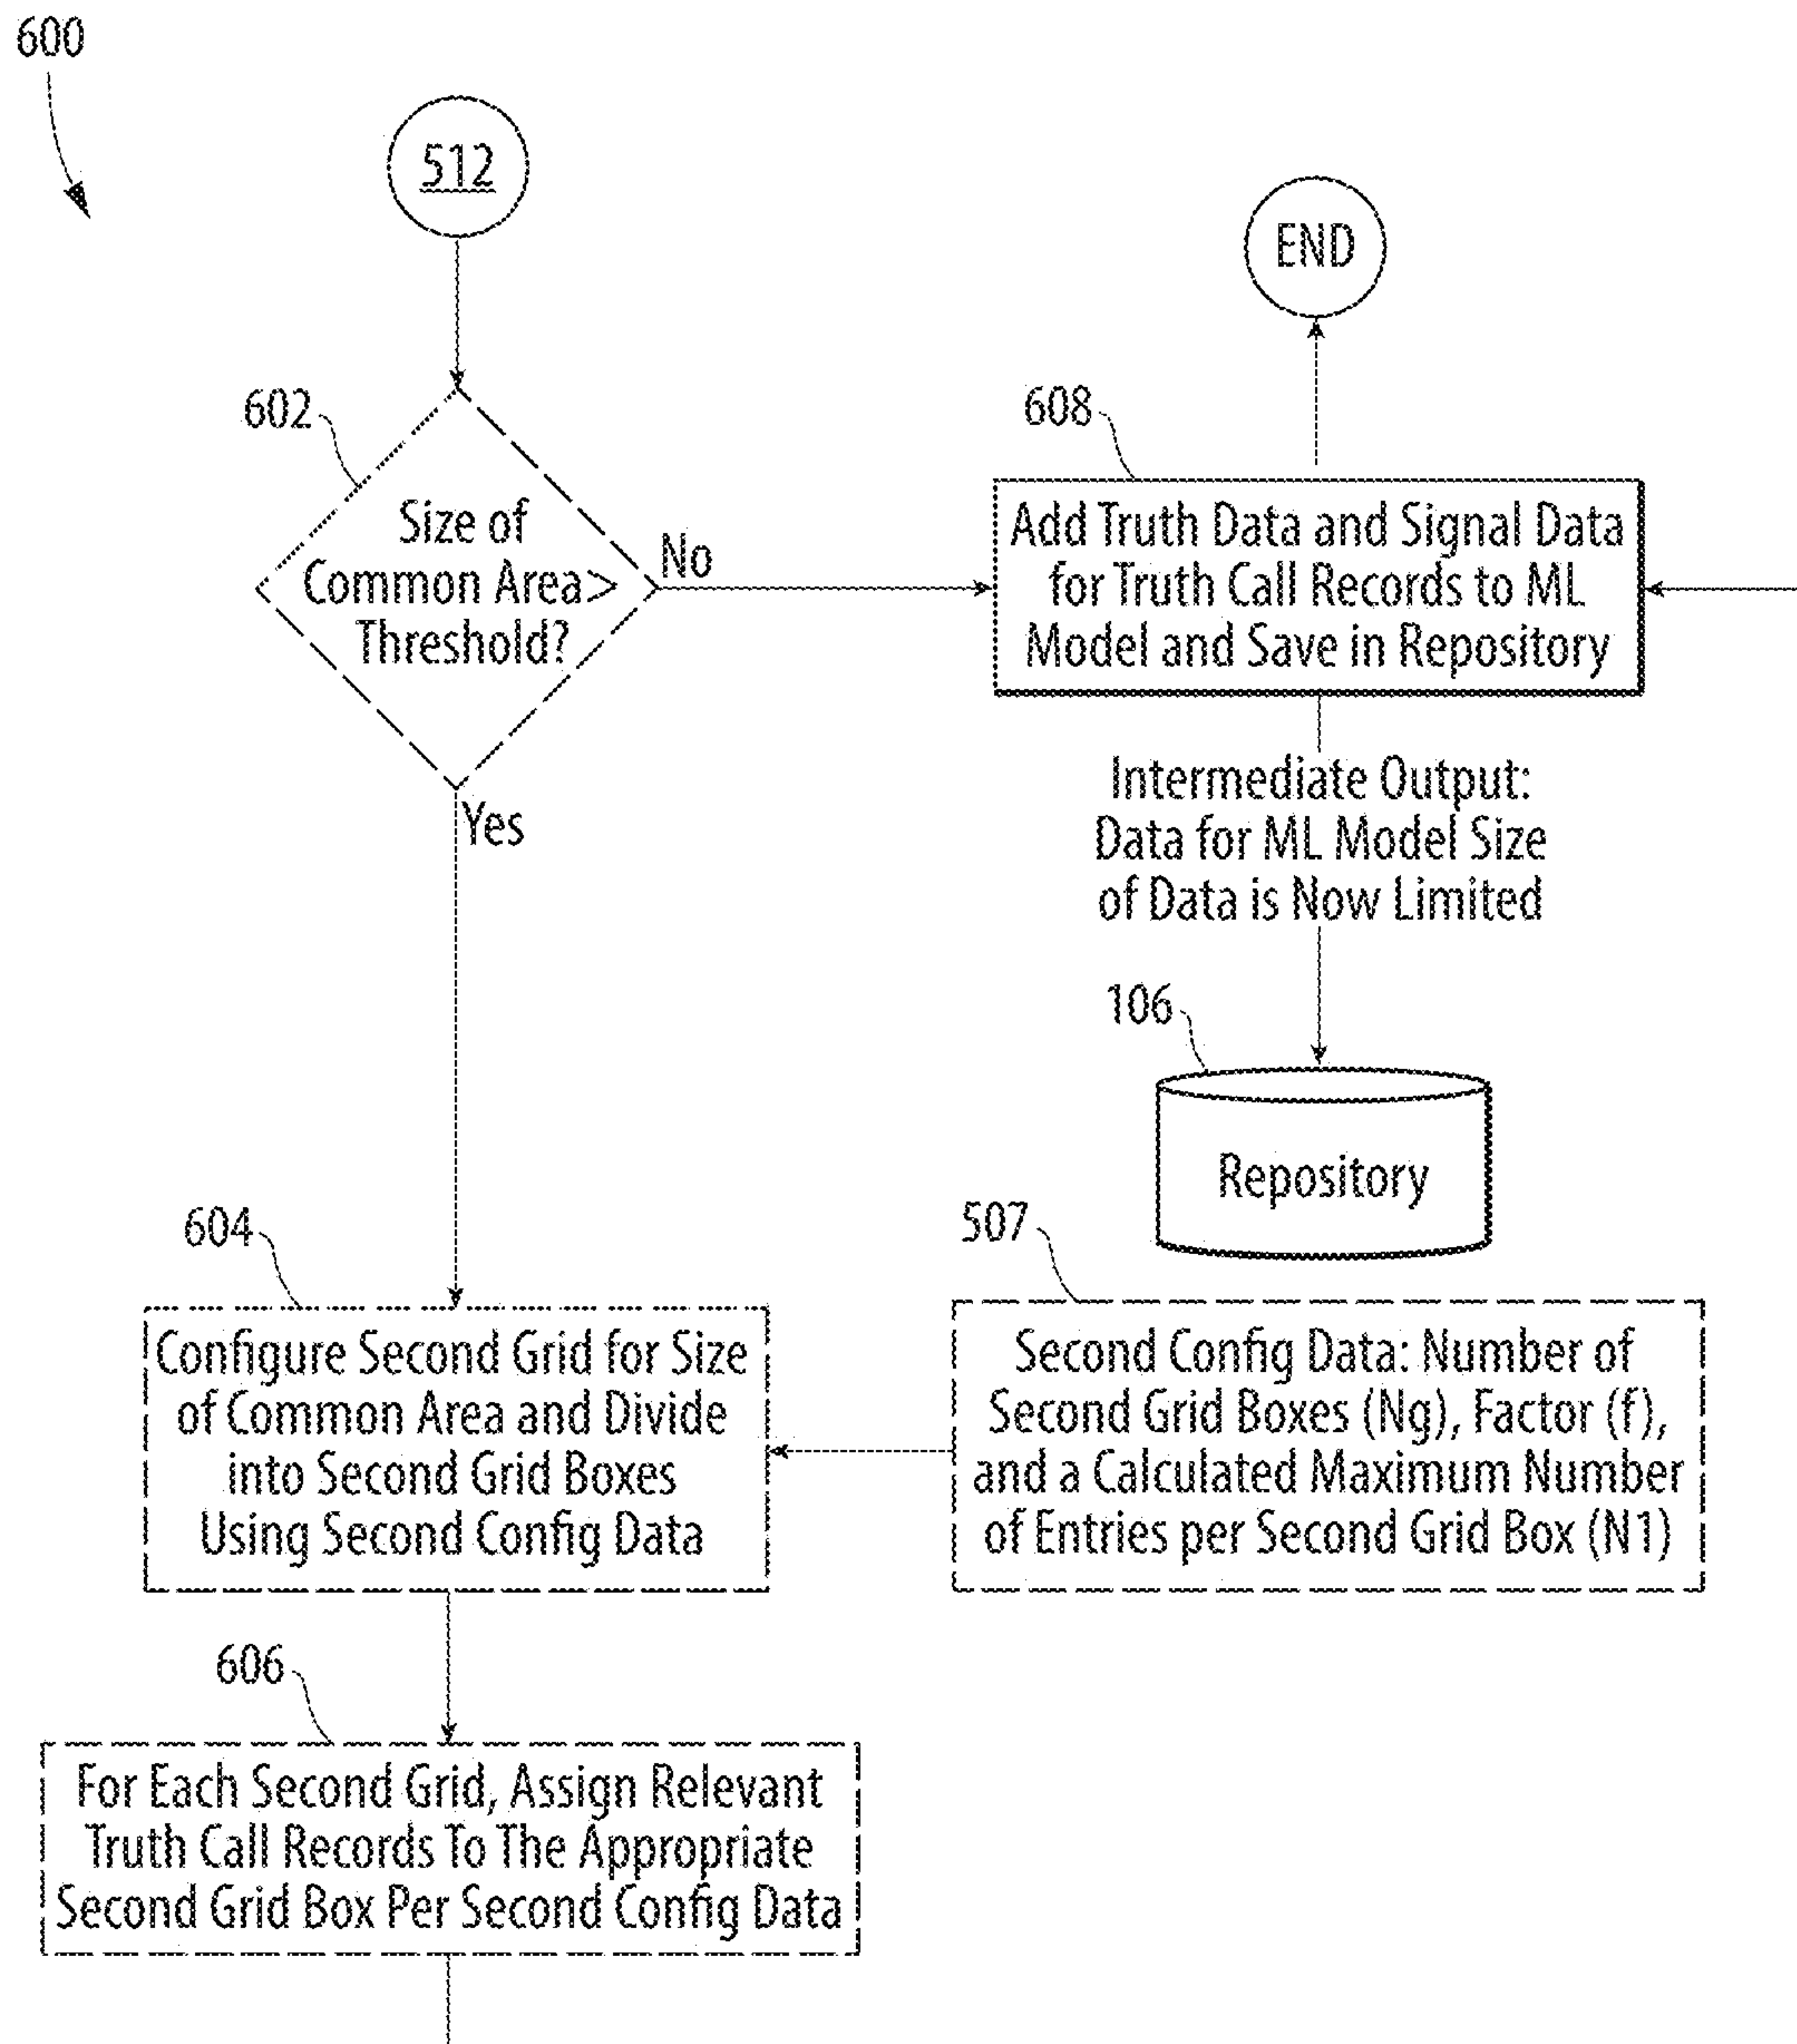 600
512
END
602
608
Size of
Common Area>
Threshold?
No
Yes
Add Truth Data and Signal Data
for Truth Call Records to ML
Model and Save in Repository
Intermediate Output:
Data for ML Model Size
of Data is Now Limited
106
Repository
604
507
Configure Second Grid for Size
of Common Area and Divide
into Second Grid Boxes
Using Second Config Data
Second Config Data: Number of
Second Grid Boxes (Ng), Factor (f),
and a Calculated Maximum Number
of Entries per Second Grid Box (N1)
606
For Each Second Grid, Assign Relevant
Truth Call Records To The Appropriate
Second Grid Box Per Second Config Data